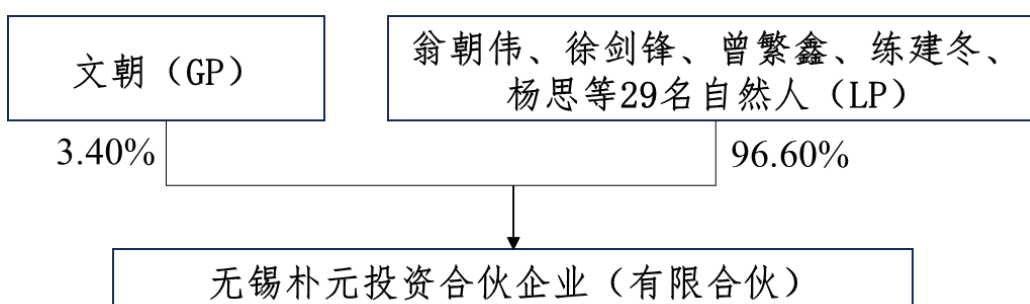 文朝（GP）
翁朝伟、徐剑锋、曾繁鑫、练建冬、
杨思等29名自然人（LP）
3.40%
96.60%
无锡朴元投资合伙企业（有限合伙）